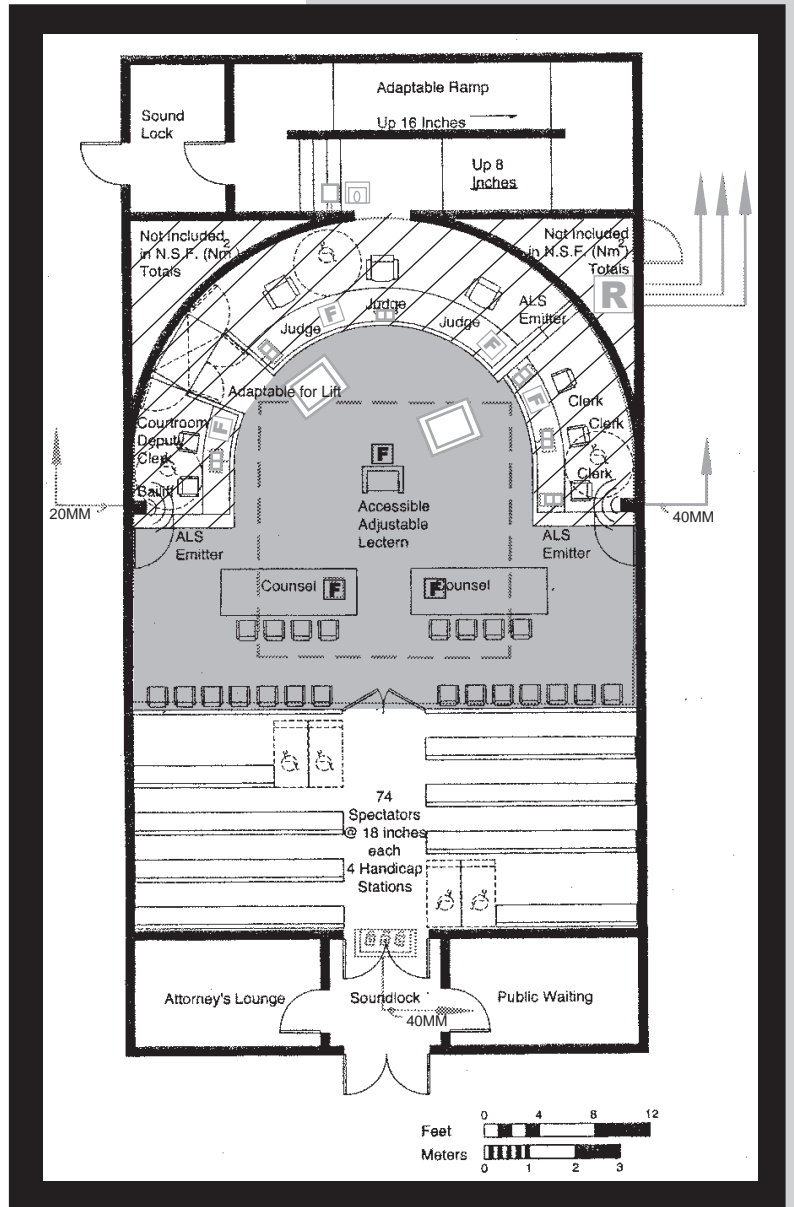 Adaptable Ramp
Up 16 Inches
Sound
Lock
Up 8
Inches
Not Included
in N.S.F. (Nm²)
Totals
Not Included
in N.S.F. (Nm²)
Totals
R
Judge
Judge
Judge
F
F
ALS
Emitter
Adaptable for Lift
F
F
Clerk
Clerk
Clerk
Courtroom
Deputy
Clerk
Bailiff
F
20MM
40MM
Accessible
Adjustable
Lectern
ALS
Emitter
ALS
Emitter
Counsel F
F Counsel
74
Spectators
@ 18 inches
each
4 Handicap
Stations
Attorney's Lounge
Soundlock
Public Waiting
40MM
Feet
0 4 8 12
Meters
0 1 2 3